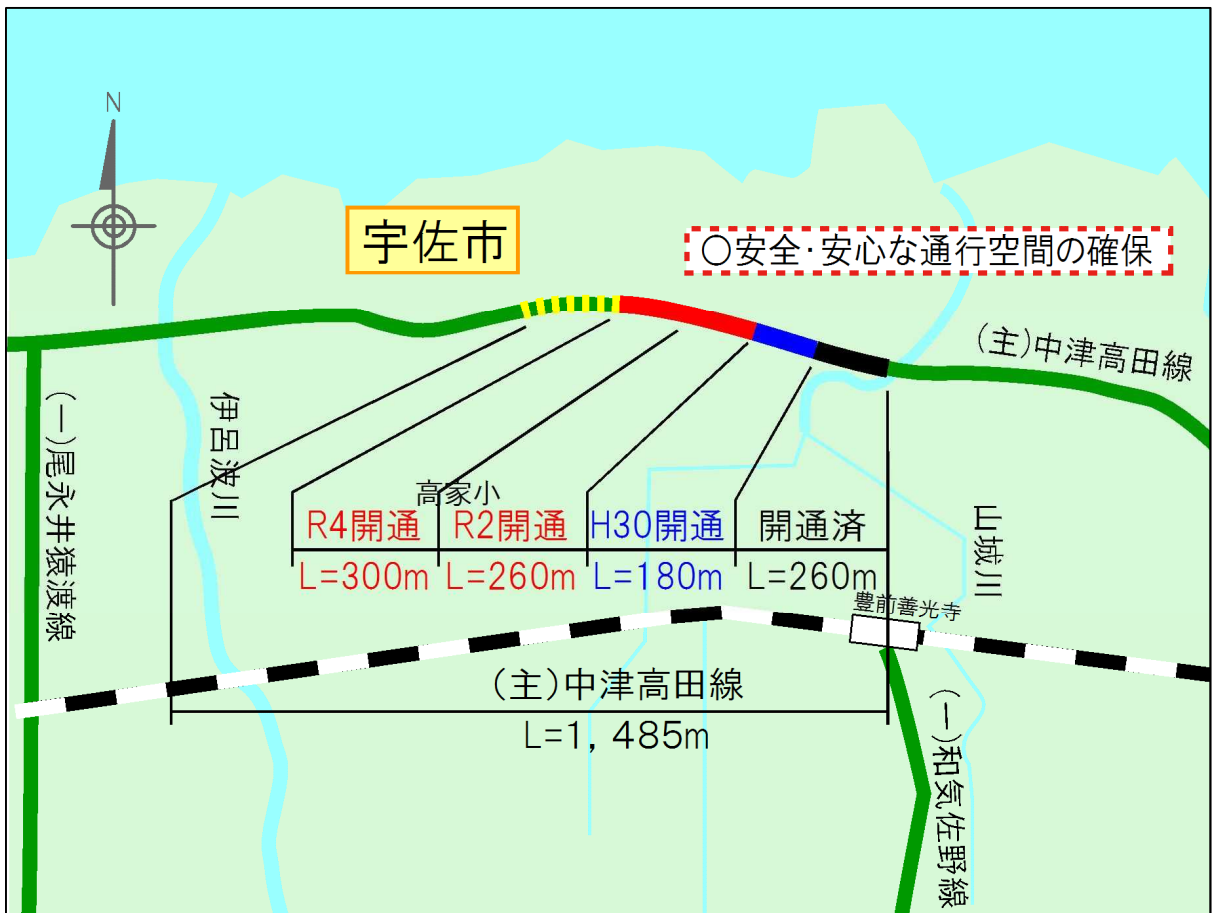 N
宇佐市
○安全・安心な通行空間の確保
(主)中津高田線
(一)尾永井猿渡線
伊呂波川
高家小
R4開通
R2開通
H30開通
開通済
L=300m
L=260m
L=180m
L=260m
山城川
豊前善光寺
(主)中津高田線
L=1,485m
(一)和気佐野線